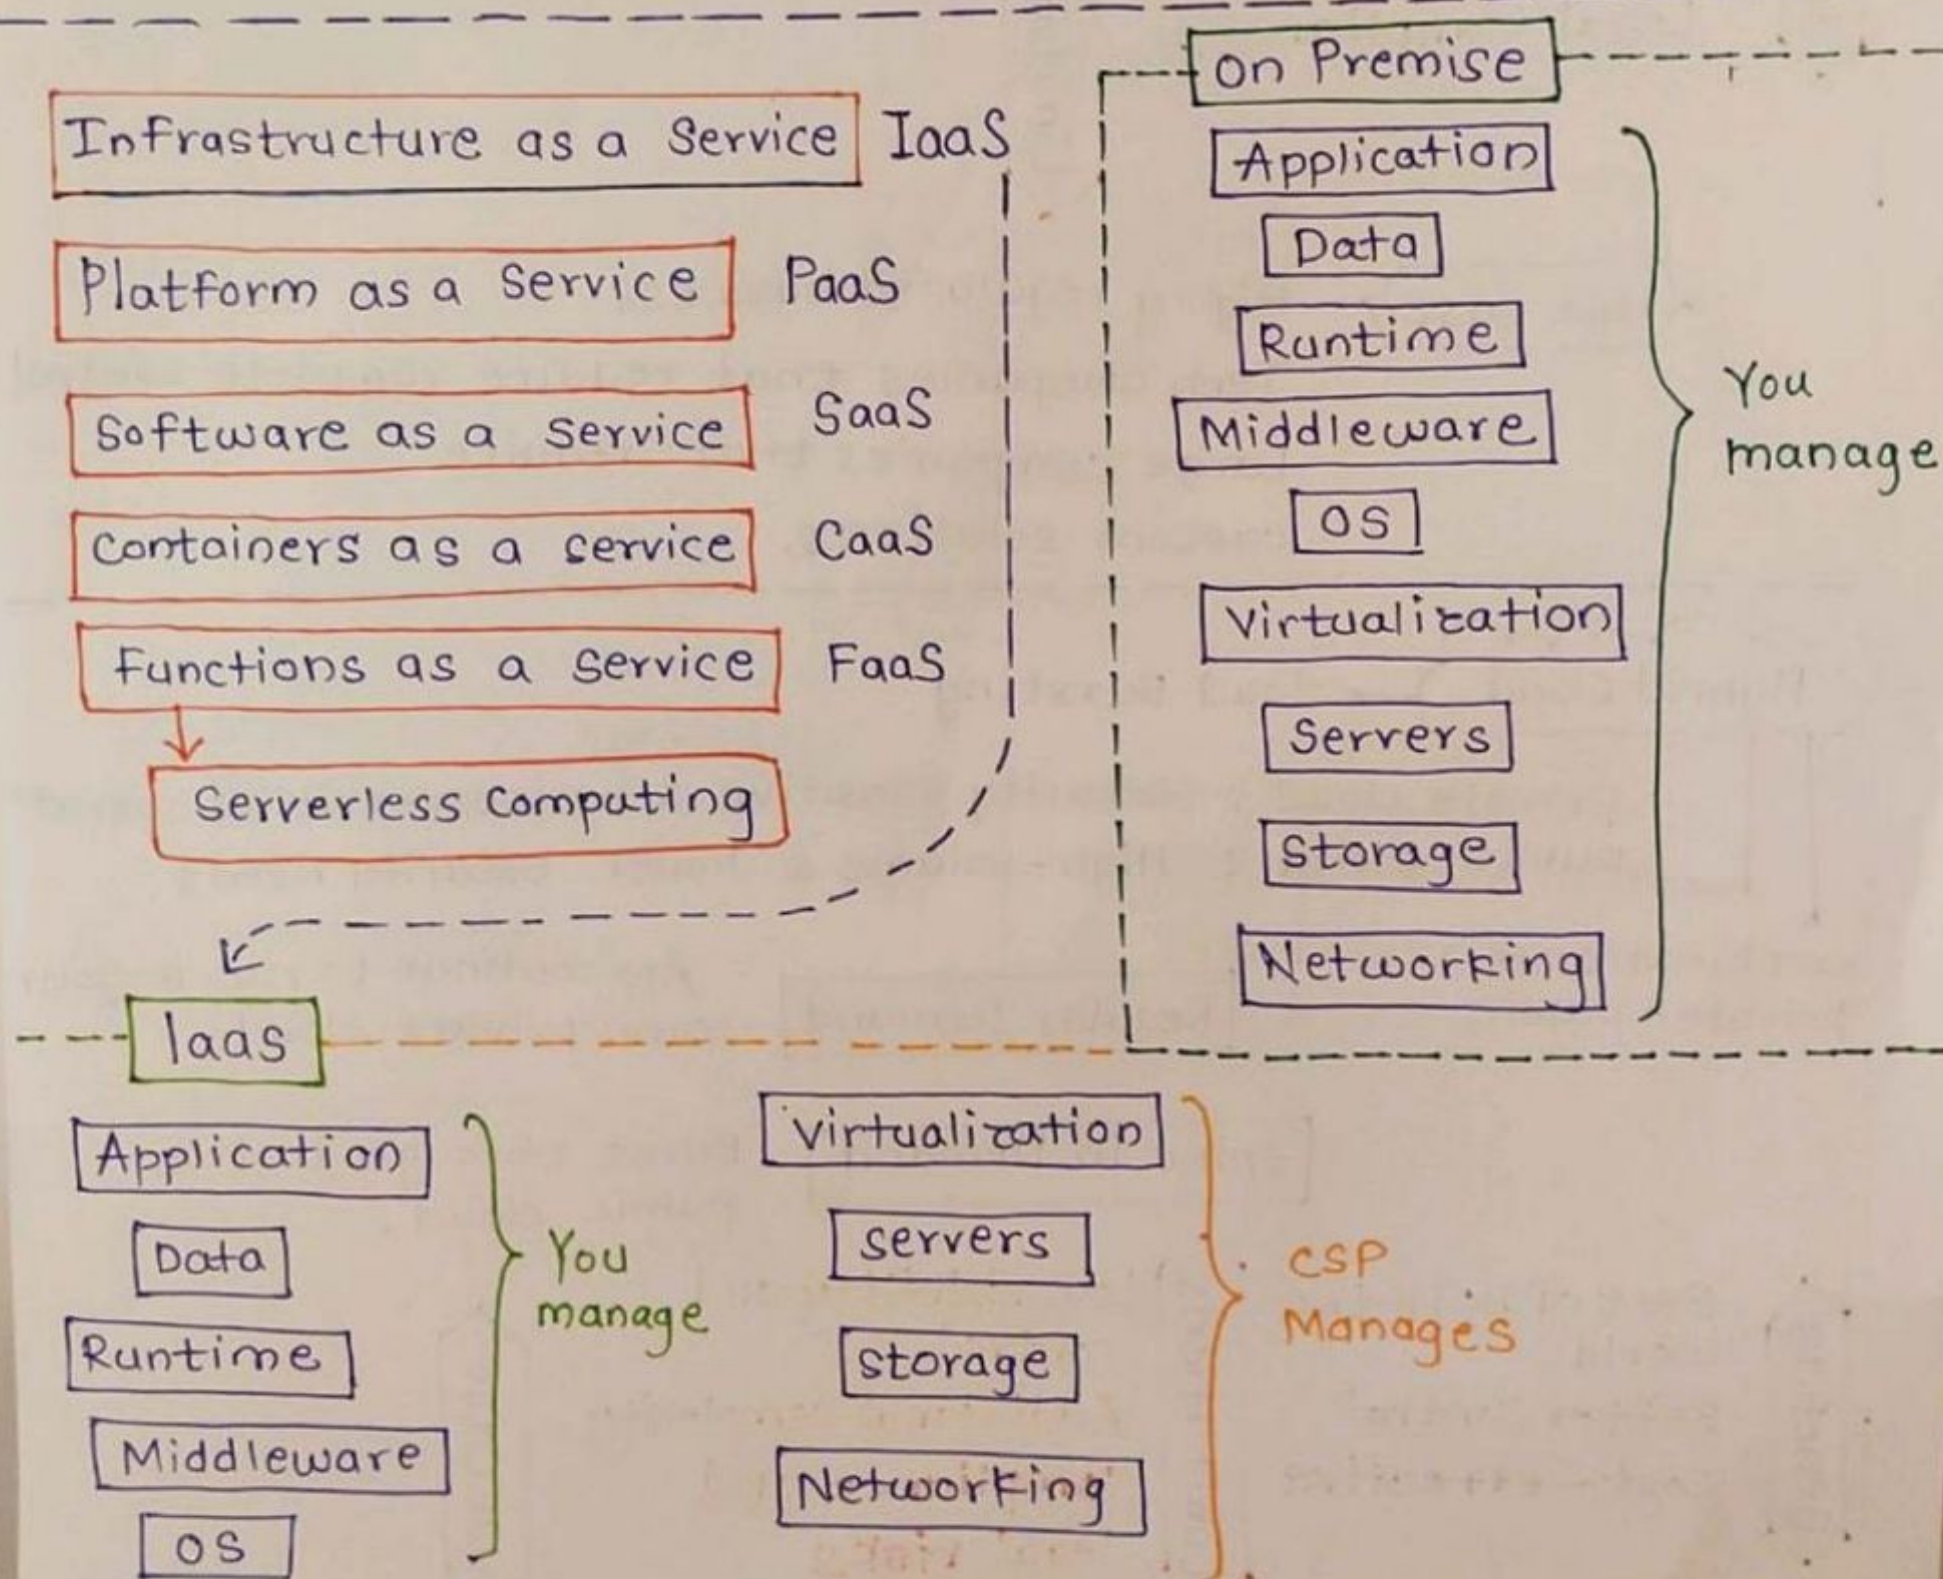 Infrastructure as a Service IaaS
Platform as a Service PaaS
Software as a Service SaaS
Containers as a service CaaS
Functions as a Service FaaS
Serverless Computing
on Premise
Application
Data
Runtime
Middleware
OS
Virtualization
Servers
Storage
Networking
You
manage
Iaas
Application
Data
Runtime
Middleware
OS
You
manage
Virtualization
servers
storage
Networking
CSP
Manages